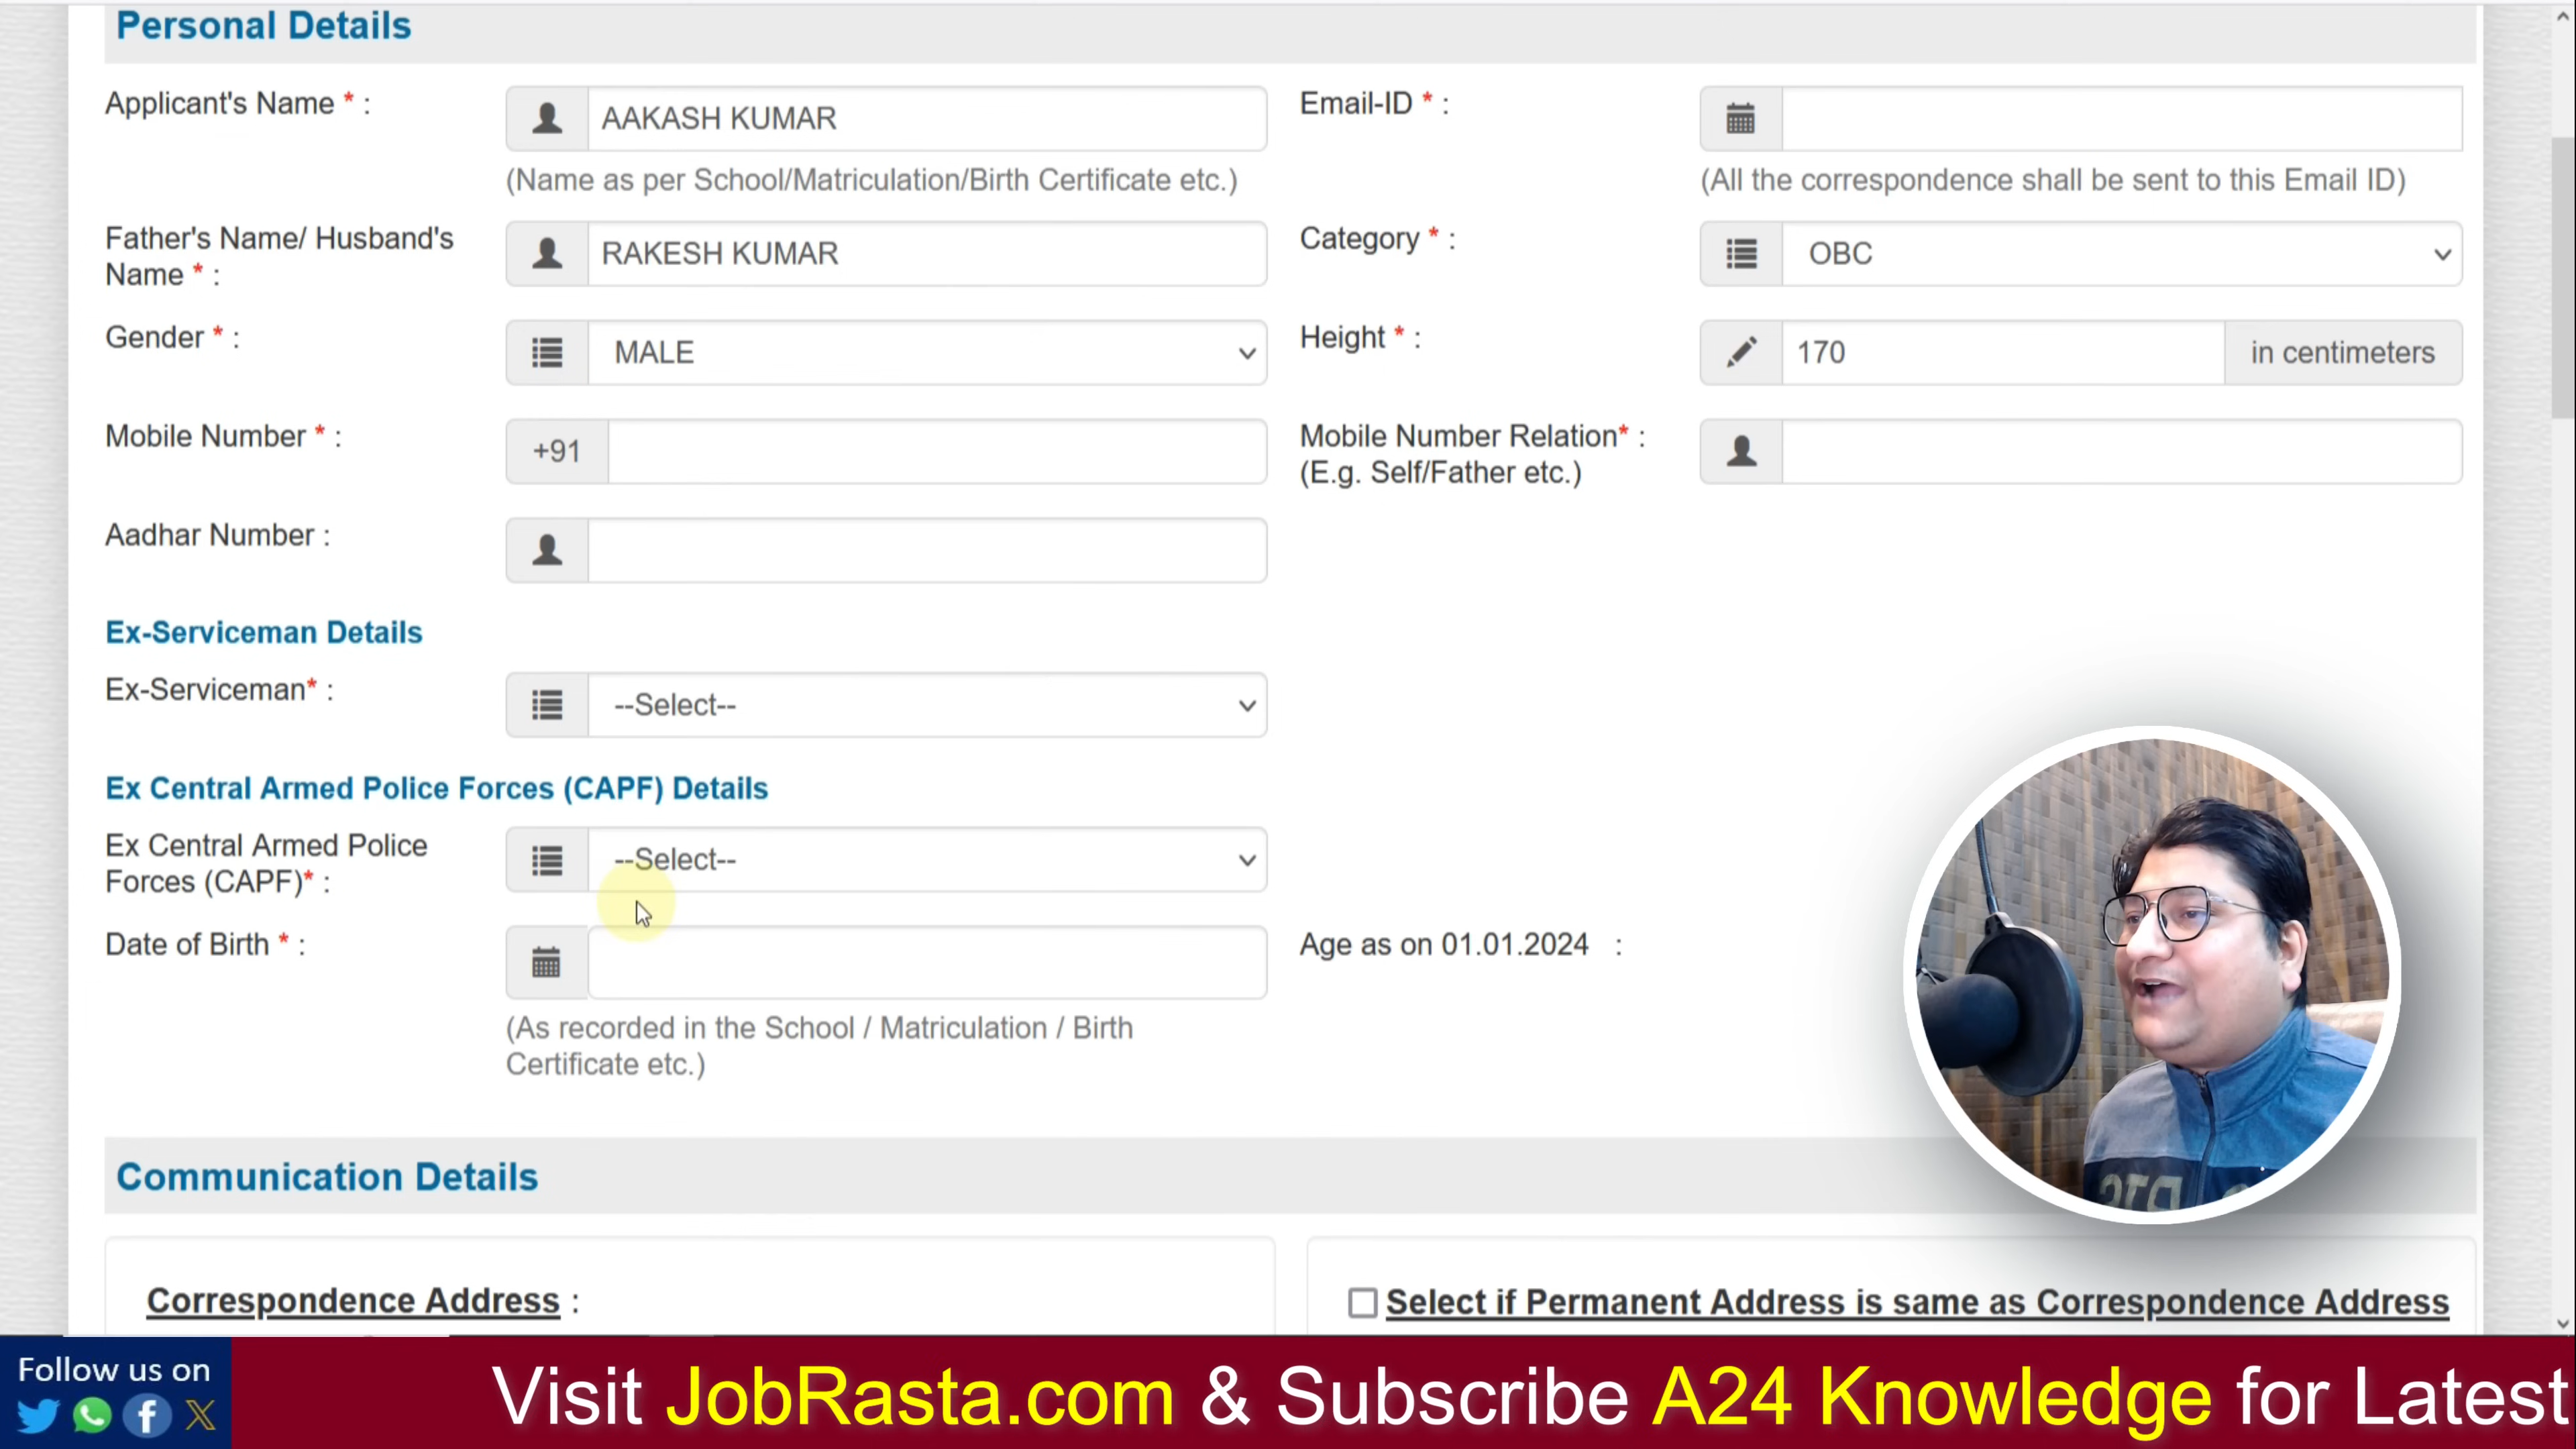 Personal Details
Applicant's Name * :
AAKASH KUMAR
(Name as per School/Matriculation/Birth Certificate etc.)
Email-ID * :
(All the correspondence shall be sent to this Email ID)
Father's Name/ Husband's
Name * :
RAKESH KUMAR
Category * :
OBC
Gender * :
MALE
Height * :
170
in centimeters
Mobile Number * :
+91
Mobile Number Relation* :
(E.g. Self/Father etc.)
Aadhar Number :
Ex-Serviceman Details
Ex-Serviceman* :
--Select--
Ex Central Armed Police Forces (CAPF) Details
Ex Central Armed Police
Forces (CAPF)* :
--Select--
Date of Birth * :
(As recorded in the School / Matriculation / Birth
Certificate etc.)
Age as on 01.01.2024 :
Communication Details
Correspondence Address :
Select if Permanent Address is same as Correspondence Address
Follow us on
Visit JobRasta.com & Subscribe A24 Knowledge for Latest